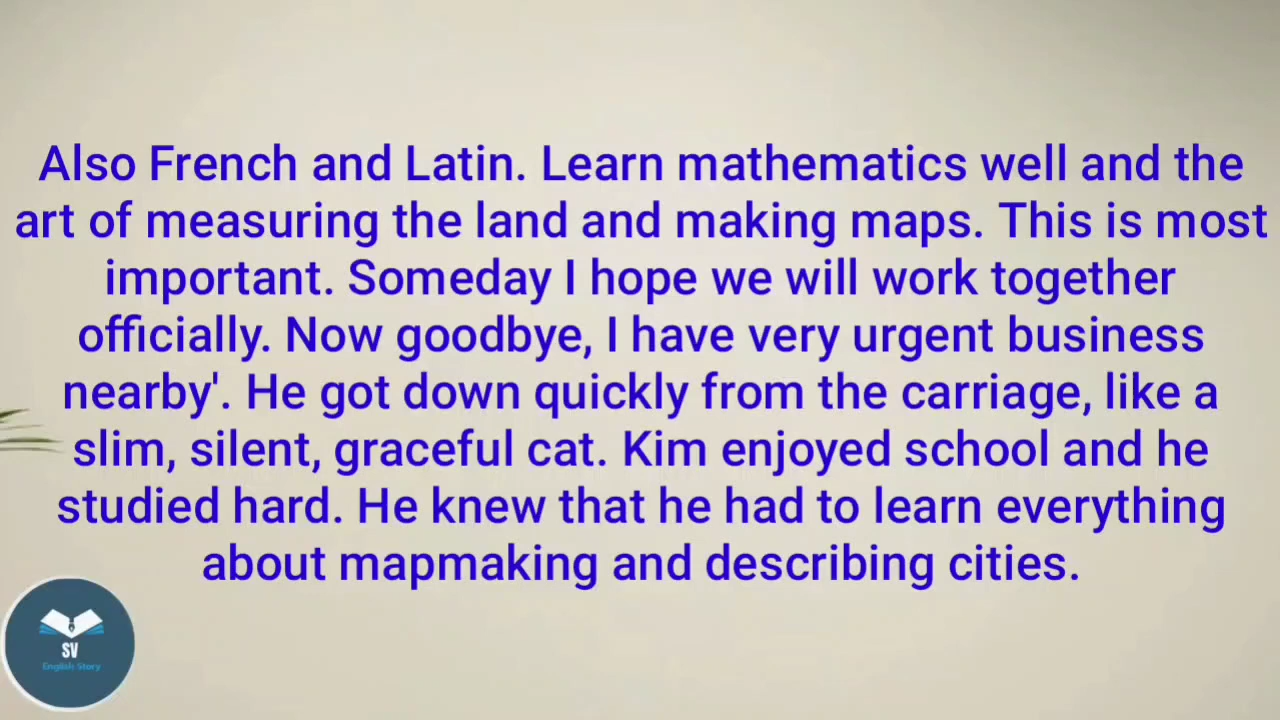 Also French and Latin. Learn mathematics well and the
art of measuring the land and making maps. This is most
important. Someday I hope we will work together
officially. Now goodbye, I have very urgent business
nearby'. He got down quickly from the carriage, like a
slim, silent, graceful cat. Kim enjoyed school and he
studied hard. He knew that he had to learn everything
about mapmaking and describing cities.
SV
English Story